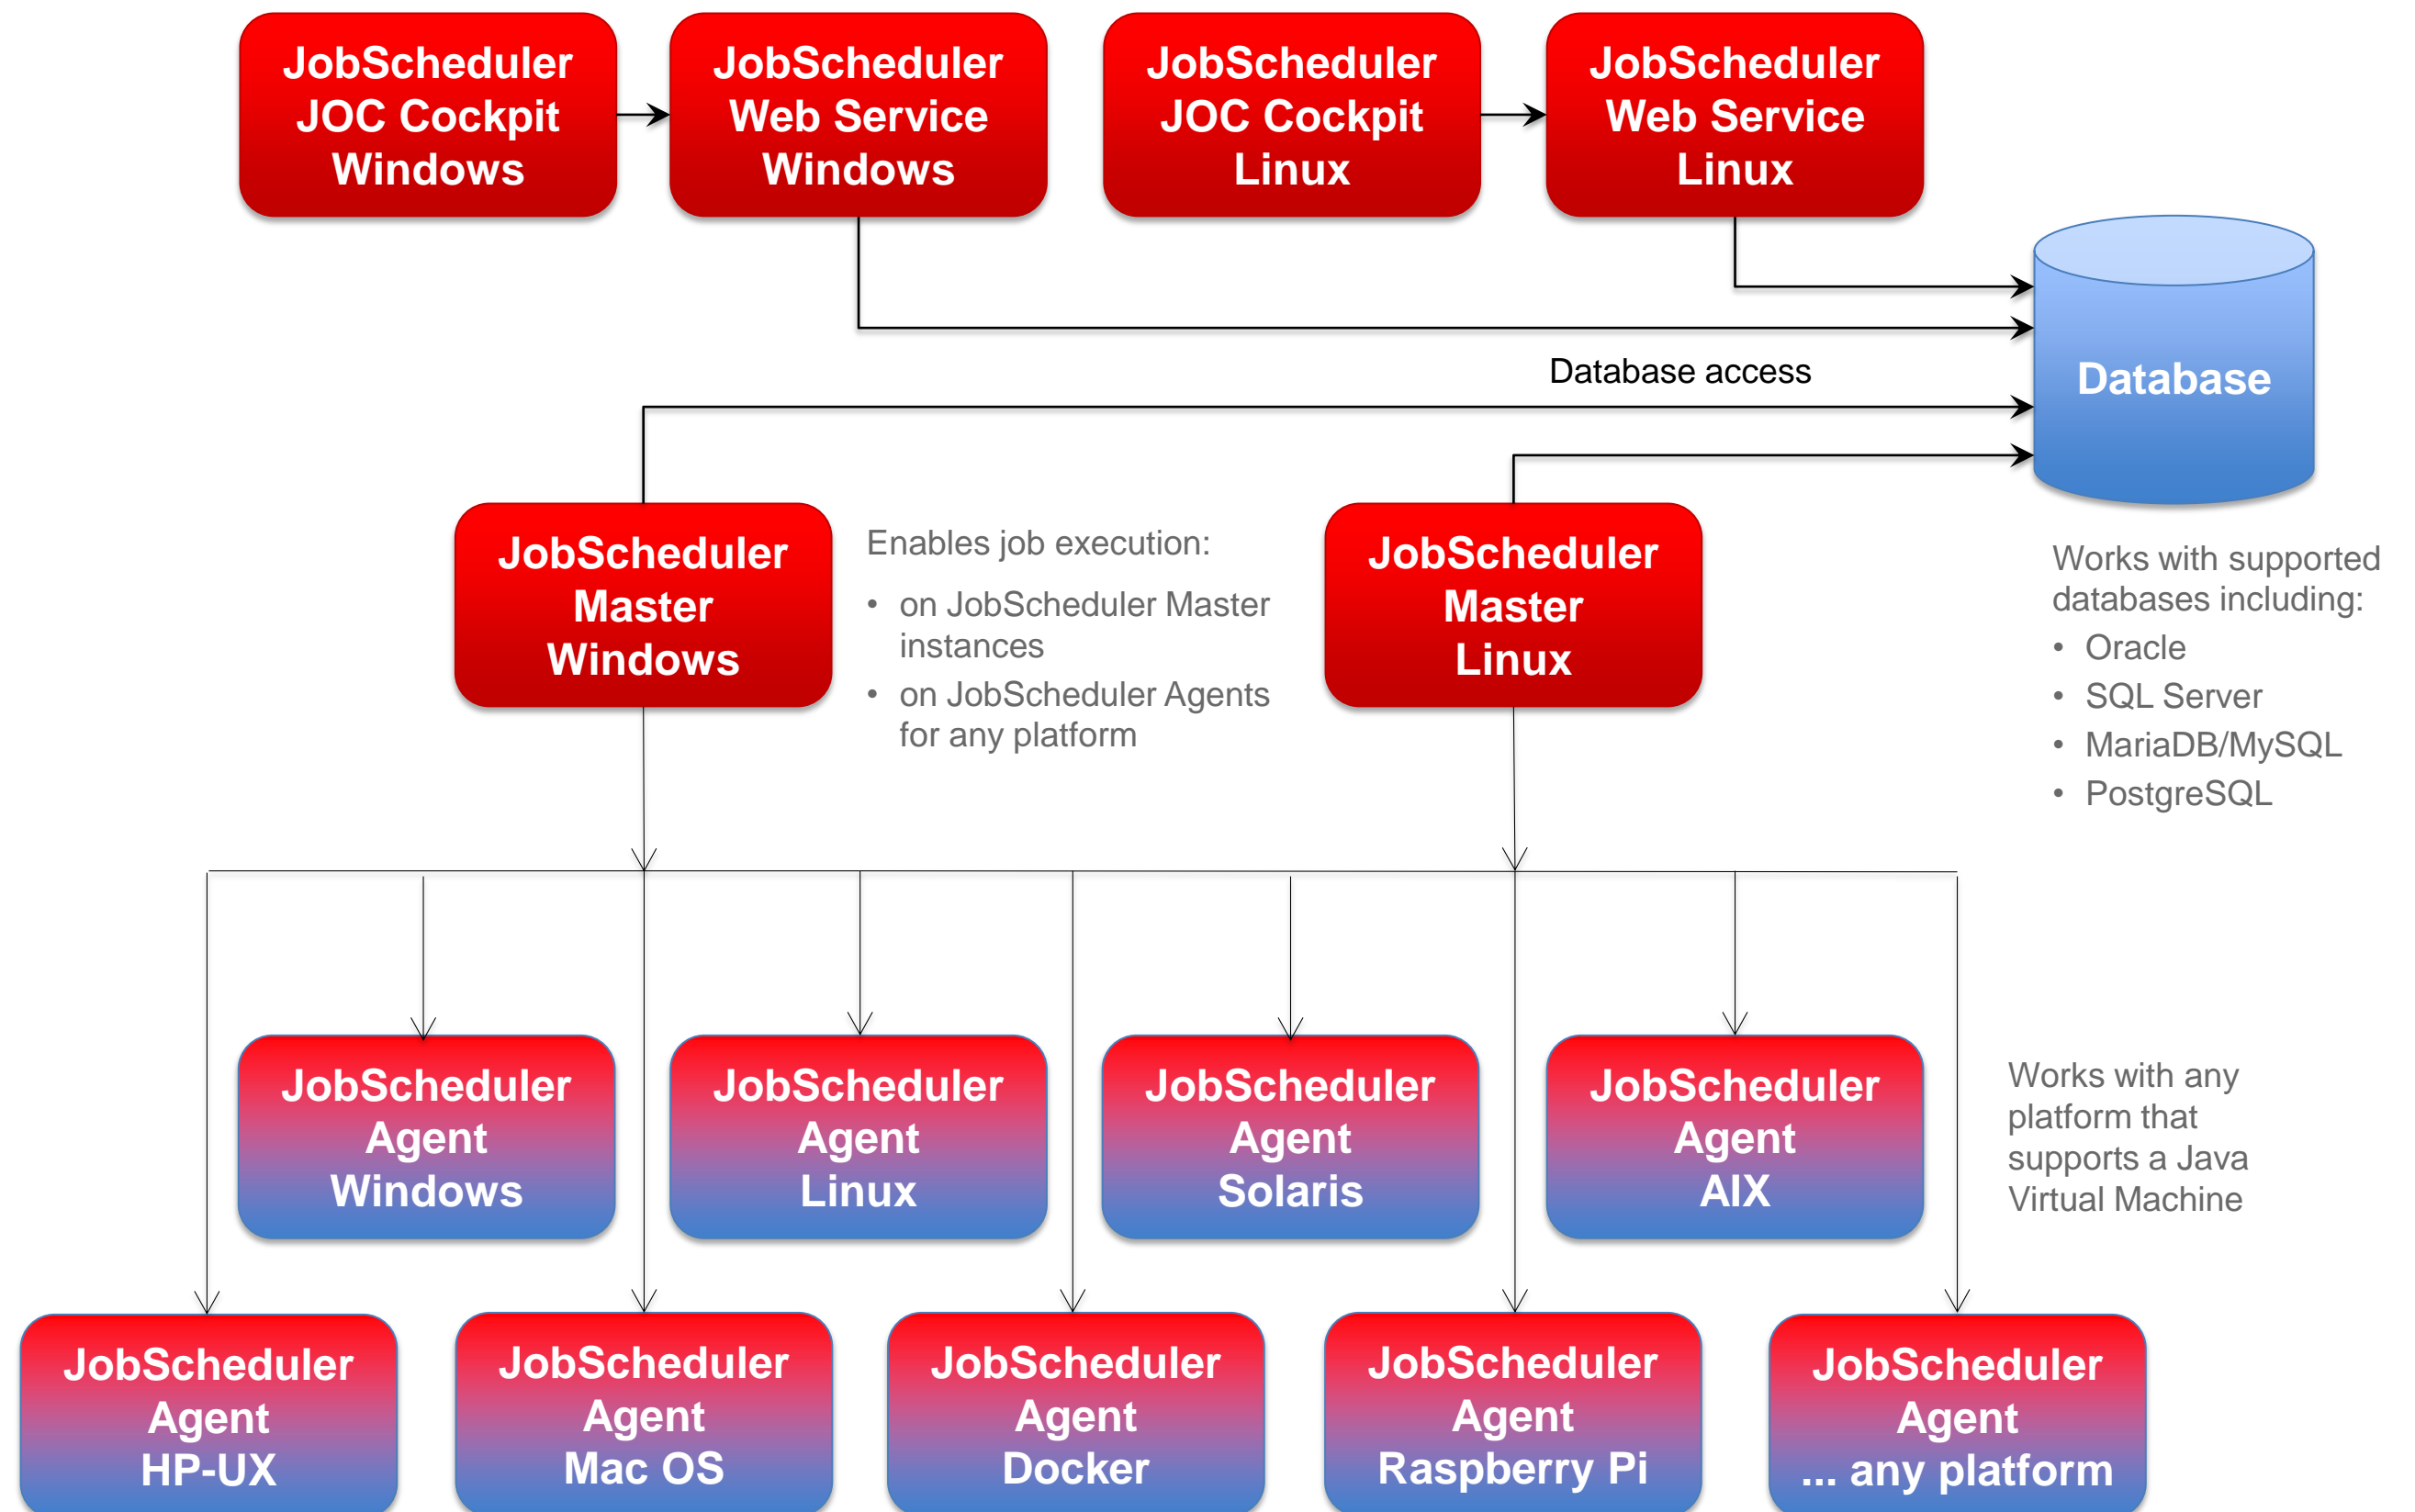 JobScheduler
JOC Cockpit
Windows
JobScheduler
Web Service
Windows
JobScheduler
JOC Cockpit
Linux
JobScheduler
Web Service
Linux
Database access
Database
JobScheduler
Master
Windows
Enables job execution:
• on JobScheduler Master
instances
• on JobScheduler Agents
for any platform
JobScheduler
Master
Linux
Works with supported
databases including:
• Oracle
• SQL Server
• MariaDB/MySQL
• PostgreSQL
JobScheduler
Agent
Windows
JobScheduler
Agent
Linux
JobScheduler
Agent
Solaris
JobScheduler
Agent
AIX
Works with any
platform that
supports a Java
Virtual Machine
JobScheduler
Agent
HP-UX
JobScheduler
Agent
Mac OS
JobScheduler
Agent
Docker
JobScheduler
Agent
Raspberry Pi
JobScheduler
Agent
... any platform